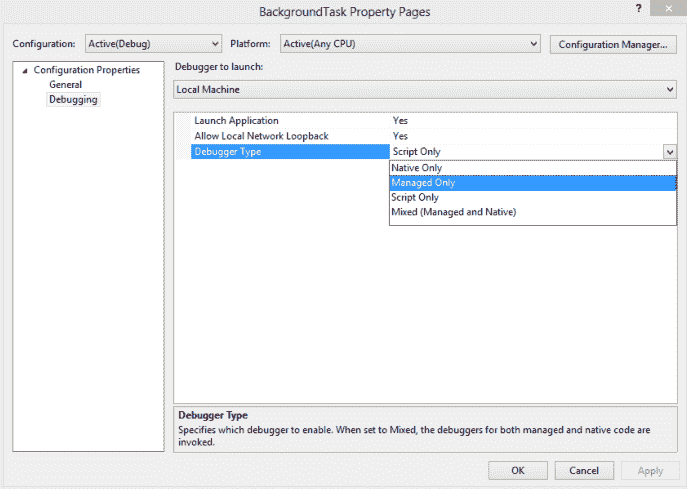 BackgroundTask Property Pages
? x
Configuration: Active(Debug) Platform: Active(Any CPU) Configuration Manager...
Configuration Properties
General
Debugging
Debugger to launch:
Local Machine
Launch Application Yes
Allow Local Network Loopback Yes
Debugger Type Script Only
Native Only
Managed Only
Script Only
Mixed (Managed and Native)
Debugger Type
Specifies which debugger to enable. When set to Mixed, the debuggers for both managed and native code are
invoked.
OK Cancel Apply